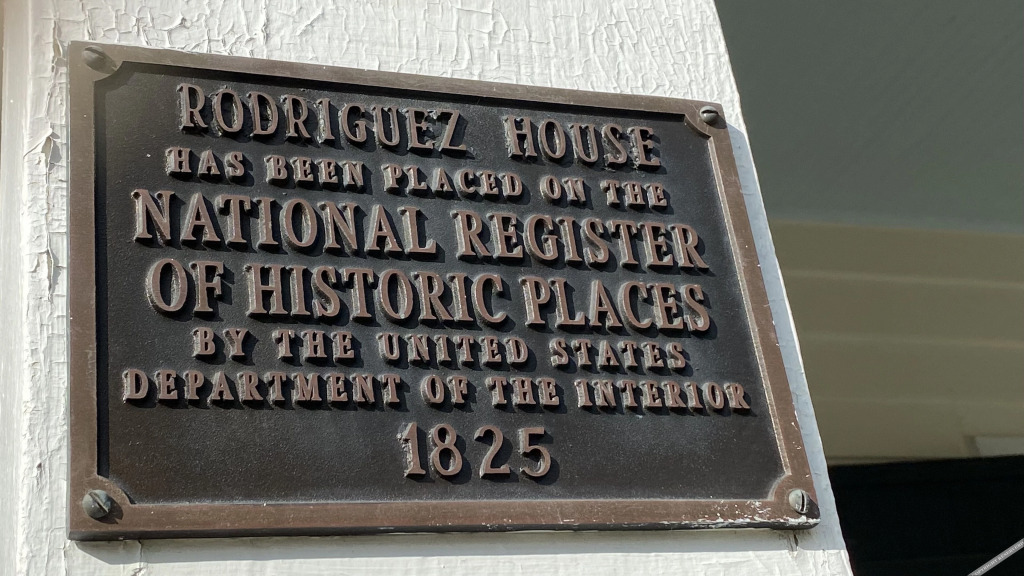 RODRIGUEZ HOUSE
HAS BEEN PLACED ON THE
NATIONAL REGISTER
OF HISTORIC PLACES
BY THE UNITED STATES
DEPARTMENT OF THE INTERIOR
1825